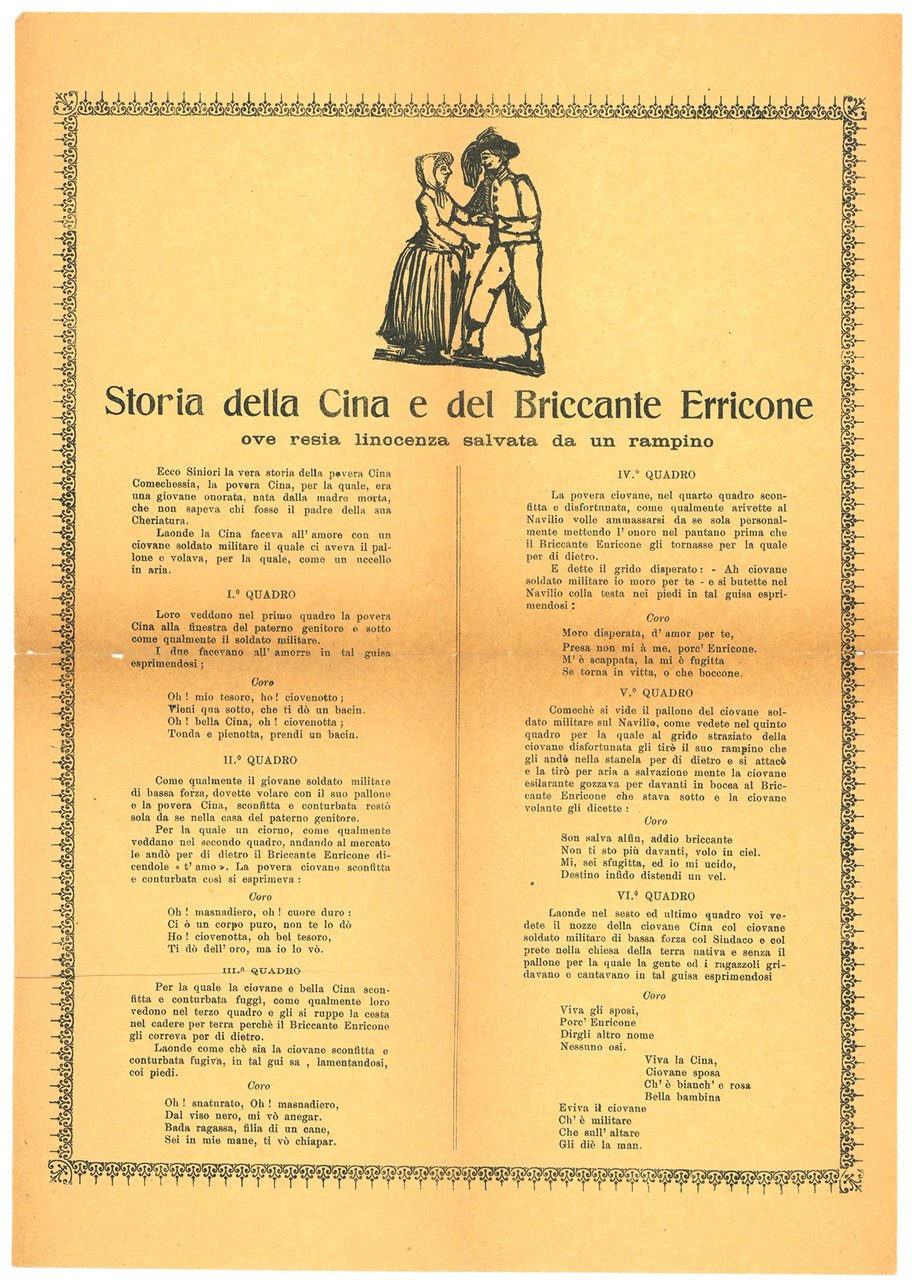 Storia della Cina e del Briccante Erricone
ove resia linocenza salvata da un rampino
Ecco Siniori la vera storia della povera Cina
Comechessia, la povera Cina, per la quale, era
una giovane onorata, nata dalla madre morta,
che non sapeva chi fosse il padre della sua
Cheriatura.
Laonde la Cina faceva all' amore con un
ciovane soldato militare il quale ci aveva il pal-
lone e volava, per la quale, come un uccello
in aria.
I.º QUADRO
Loro veddono nel primo quadro la povera
Cina alla finestra del paterno genitore e sotto
come qualmente il soldato militare.
I due facevano all' amorre in tal guisa
esprimendosi ;
Coro
Oh ! mio tesoro, ho ! ciovenotto ;
Vieni qua sotto, che ti dò un bacin.
Oh ! bella Cina, oh ! ciovenotta ;
Tonda e pienotta, prendi un bacin.
II.º QUADRO
Come qualmente il giovane soldato militare
di bassa forza, dovette volare con il suo pallone
e la povera Cina, sconfitta e conturbata restò
sola da se nella casa del paterno genitore.
Per la quale un ciorno, come qualmente
veddano nel secondo quadro, andando al mercato
le andò per di dietro il Briccante Enricone di-
cendole « t' amo ». La povera ciovane sconfitta
e conturbata così si esprimeva :
Coro
Oh ! masnadiero, oh ! cuore duro :
Ci ò un corpo puro, non te lo dò
Ho ! ciovenotta, oh bel tesoro,
Ti dò dell' oro, ma io lo vò.
III.º QUADRO
Per la quale la ciovane e bella Cina scon-
fitta e conturbata fuggì, come qualmente loro
vedono nel terzo quadro e gli si ruppe la cesta
nel cadere per terra perchè il Briccante Enricone
gli correva per di dietro.
Laonde come chè sia la ciovane sconfitta e
conturbata fugiva, in tal gui sa , lamentandosi,
coi piedi.
Coro
Oh ! snaturato, Oh ! masnadiero,
Dal viso nero, mi vò anegar.
Bada ragassa, filia di un cane,
Sei in mie mane, ti vò chiapar.
IV.º QUADRO
La povera ciovane, nel quarto quadro scon-
fitta e disfortunata, come qualmente arivette al
Navilio volle ammassarsi da se sola personal-
mente mettendo l' onore nel pantano prima che
il Briccante Enricone gli tornasse per la quale
per di dietro.
E dette il grido disperato : - Ah ciovane
soldato militare io moro per te - e si butette nel
Navilio colla testa nei piedi in tal guisa espri-
mendosi :
Coro
Moro disperata, d' amor per te,
Presa non mi à me, porc' Enricone.
M' è scappata, la mi è fugitta
Se torna in vitta, o che boccone.
V.º QUADRO
Comechè si vide il pallone del ciovane sol-
dato militare sul Navilio, come vedete nel quinto
quadro per la quale al grido straziato della
ciovane disfortunata gli tirè il suo rampino che
gli andè nella stanela per di dietro e si attacò
e la tirò per aria a salvazione mente la ciovane
esilarante gozzava per davanti in bocea al Bric-
cante Enricone che stava sotto e la ciovane
volante gli dicette :
Coro
Son salva alfin, addio briccante
Non ti sto più davanti, volo in ciel.
Mi, sei sfugitta, ed io mi ucido,
Destino infido distendi un vel.
VI.º QUADRO
Laonde nel sesto ed ultimo quadro voi ve-
dete il nozze della ciovane Cina col ciovane
soldato militare di bassa forza col Sindaco e col
prete nella chiesa della terra nativa e senza il
pallone per la quale la gente ed i ragazzoli gri-
davano e cantavano in tal guisa esprimendosi
Coro
Viva gli sposi,
Porc' Enricone
Dirgli altro nome
Nessuno osi.
Viva la Cina,
Ciovane sposa
Ch' è bianch' e rosa
Bella bambina
Eviva il ciovane
Ch' è militare
Che sull' altare
Gli diè la man.